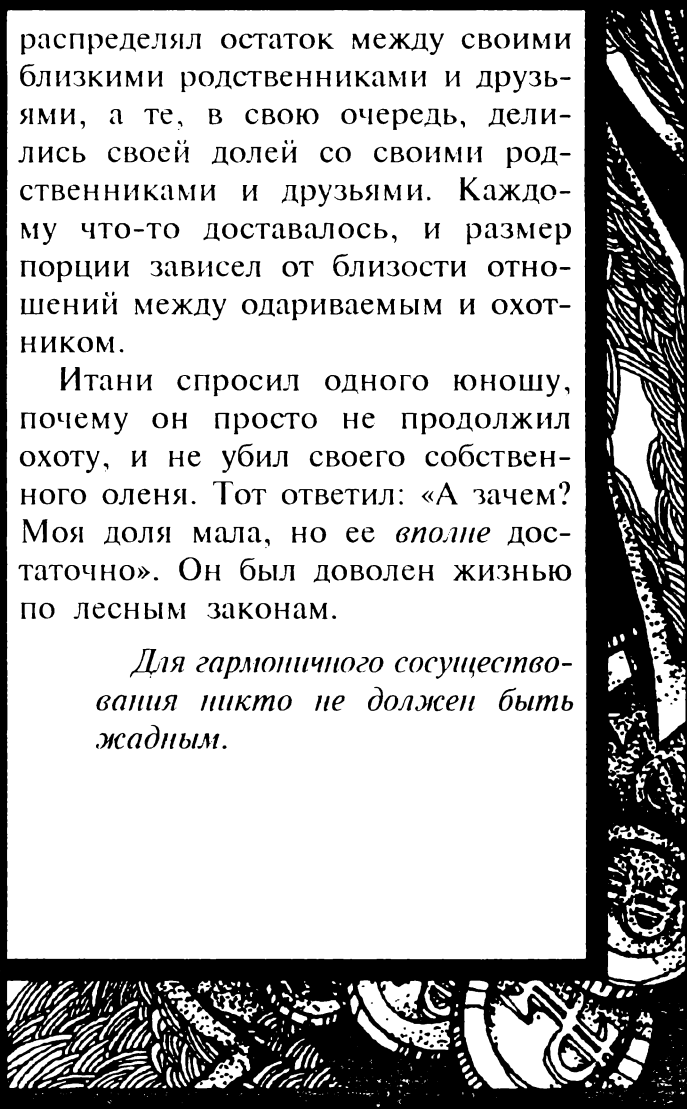 распределял остаток между своими
близкими родственниками и друзь-
ями, а те, в свою очередь, дели-
лись своей долей со своими род-
ственниками и друзьями. Каждо-
му что-то доставалось, и размер
порции зависел от близости отно-
шений между одариваемым и охот-
ником.
Итани спросил одного юношу,
почему он просто не продолжил
охоту, и не убил своего собствен-
ного оленя. Тот ответил: «А зачем?
Моя доля мала, но ее вполне дос-
таточно». Он был доволен жизнью
по лесным законам.
Для гармоничного сосущество-
вания никто не должен быть
жадным.